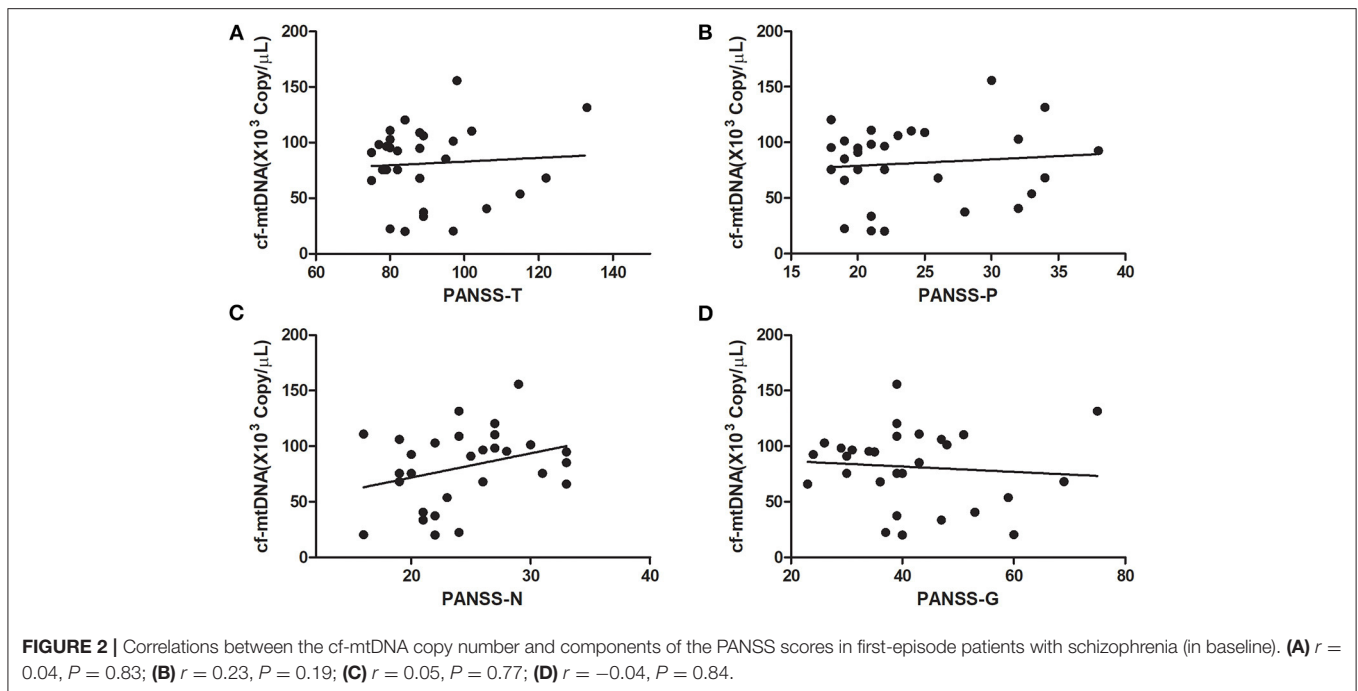 A
B
200
150
100
50
0
60
80
100
120
140
PANSS-T
cf-mtDNA(X10³ Copy/μL)
200
150
100
50
0
15
20
25
30
35
40
PANSS-P
cf-mtDNA(X10³ Copy/μL)
C
D
200
150
100
50
0
20
30
40
PANSS-N
cf-mtDNA(X10³ Copy/μL)
200
150
100
50
0
20
40
60
80
PANSS-G
cf-mtDNA(X10³ Copy/μL)
FIGURE 2 | Correlations between the cf-mtDNA copy number and components of the PANSS scores in first-episode patients with schizophrenia (in baseline). (A) r =
0.04, P = 0.83; (B) r = 0.23, P = 0.19; (C) r = 0.05, P = 0.77; (D) r = −0.04, P = 0.84.